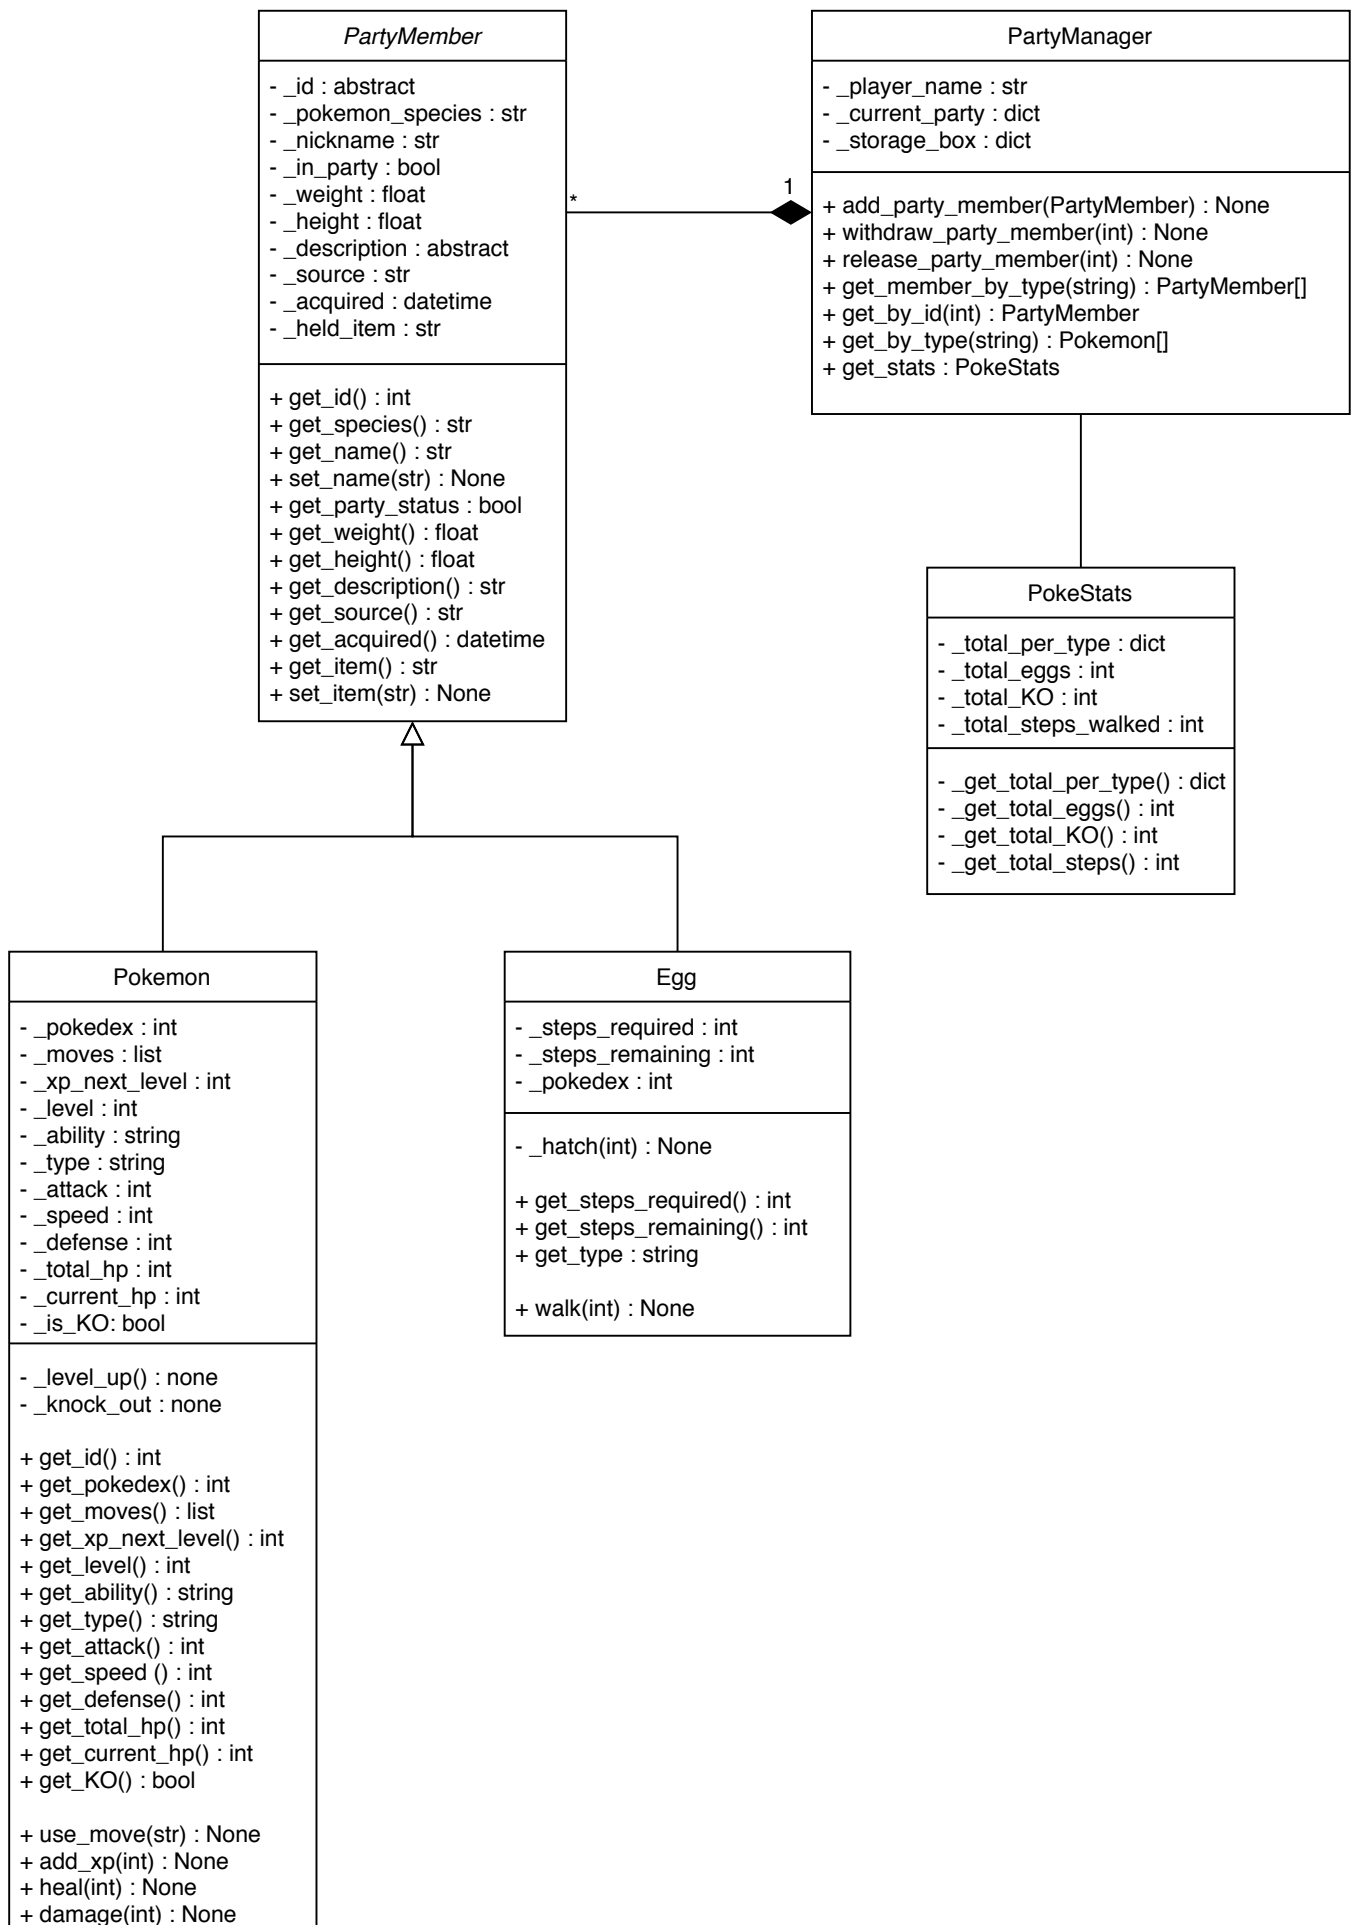 PartyMember
- _id : abstract
- _pokemon_species : str
- _nickname : str
- _in_party : bool
- _weight : float
- _height : float
- _description : abstract
- _source : str
- _acquired : datetime
- _held_item : str
+ get_id() : int
+ get_species() : str
+ get_name() : str
+ set_name(str) : None
+ get_party_status : bool
+ get_weight() : float
+ get_height() : float
+ get_description() : str
+ get_source() : str
+ get_acquired() : datetime
+ get_item() : str
+ set_item(str) : None
*
1
PartyManager
- _player_name : str
- _current_party : dict
- _storage_box : dict
+ add_party_member(PartyMember) : None
+ withdraw_party_member(int) : None
+ release_party_member(int) : None
+ get_member_by_type(string) : PartyMember[]
+ get_by_id(int) : PartyMember
+ get_by_type(string) : Pokemon[]
+ get_stats : PokeStats
PokeStats
- _total_per_type : dict
- _total_eggs : int
- _total_KO : int
- _total_steps_walked : int
- _get_total_per_type() : dict
- _get_total_eggs() : int
- _get_total_KO() : int
- _get_total_steps() : int
Pokemon
- _pokedex : int
- _moves : list
- _xp_next_level : int
- _level : int
- _ability : string
- _type : string
- _attack : int
- _speed : int
- _defense : int
- _total_hp : int
- _current_hp : int
- _is_KO: bool
- _level_up() : none
- _knock_out : none
+ get_id() : int
+ get_pokedex() : int
+ get_moves() : list
+ get_xp_next_level() : int
+ get_level() : int
+ get_ability() : string
+ get_type() : string
+ get_attack() : int
+ get_speed () : int
+ get_defense() : int
+ get_total_hp() : int
+ get_current_hp() : int
+ get_KO() : bool
+ use_move(str) : None
+ add_xp(int) : None
+ heal(int) : None
+ damage(int) : None
Egg
- _steps_required : int
- _steps_remaining : int
- _pokedex : int
- _hatch(int) : None
+ get_steps_required() : int
+ get_steps_remaining() : int
+ get_type : string
+ walk(int) : None